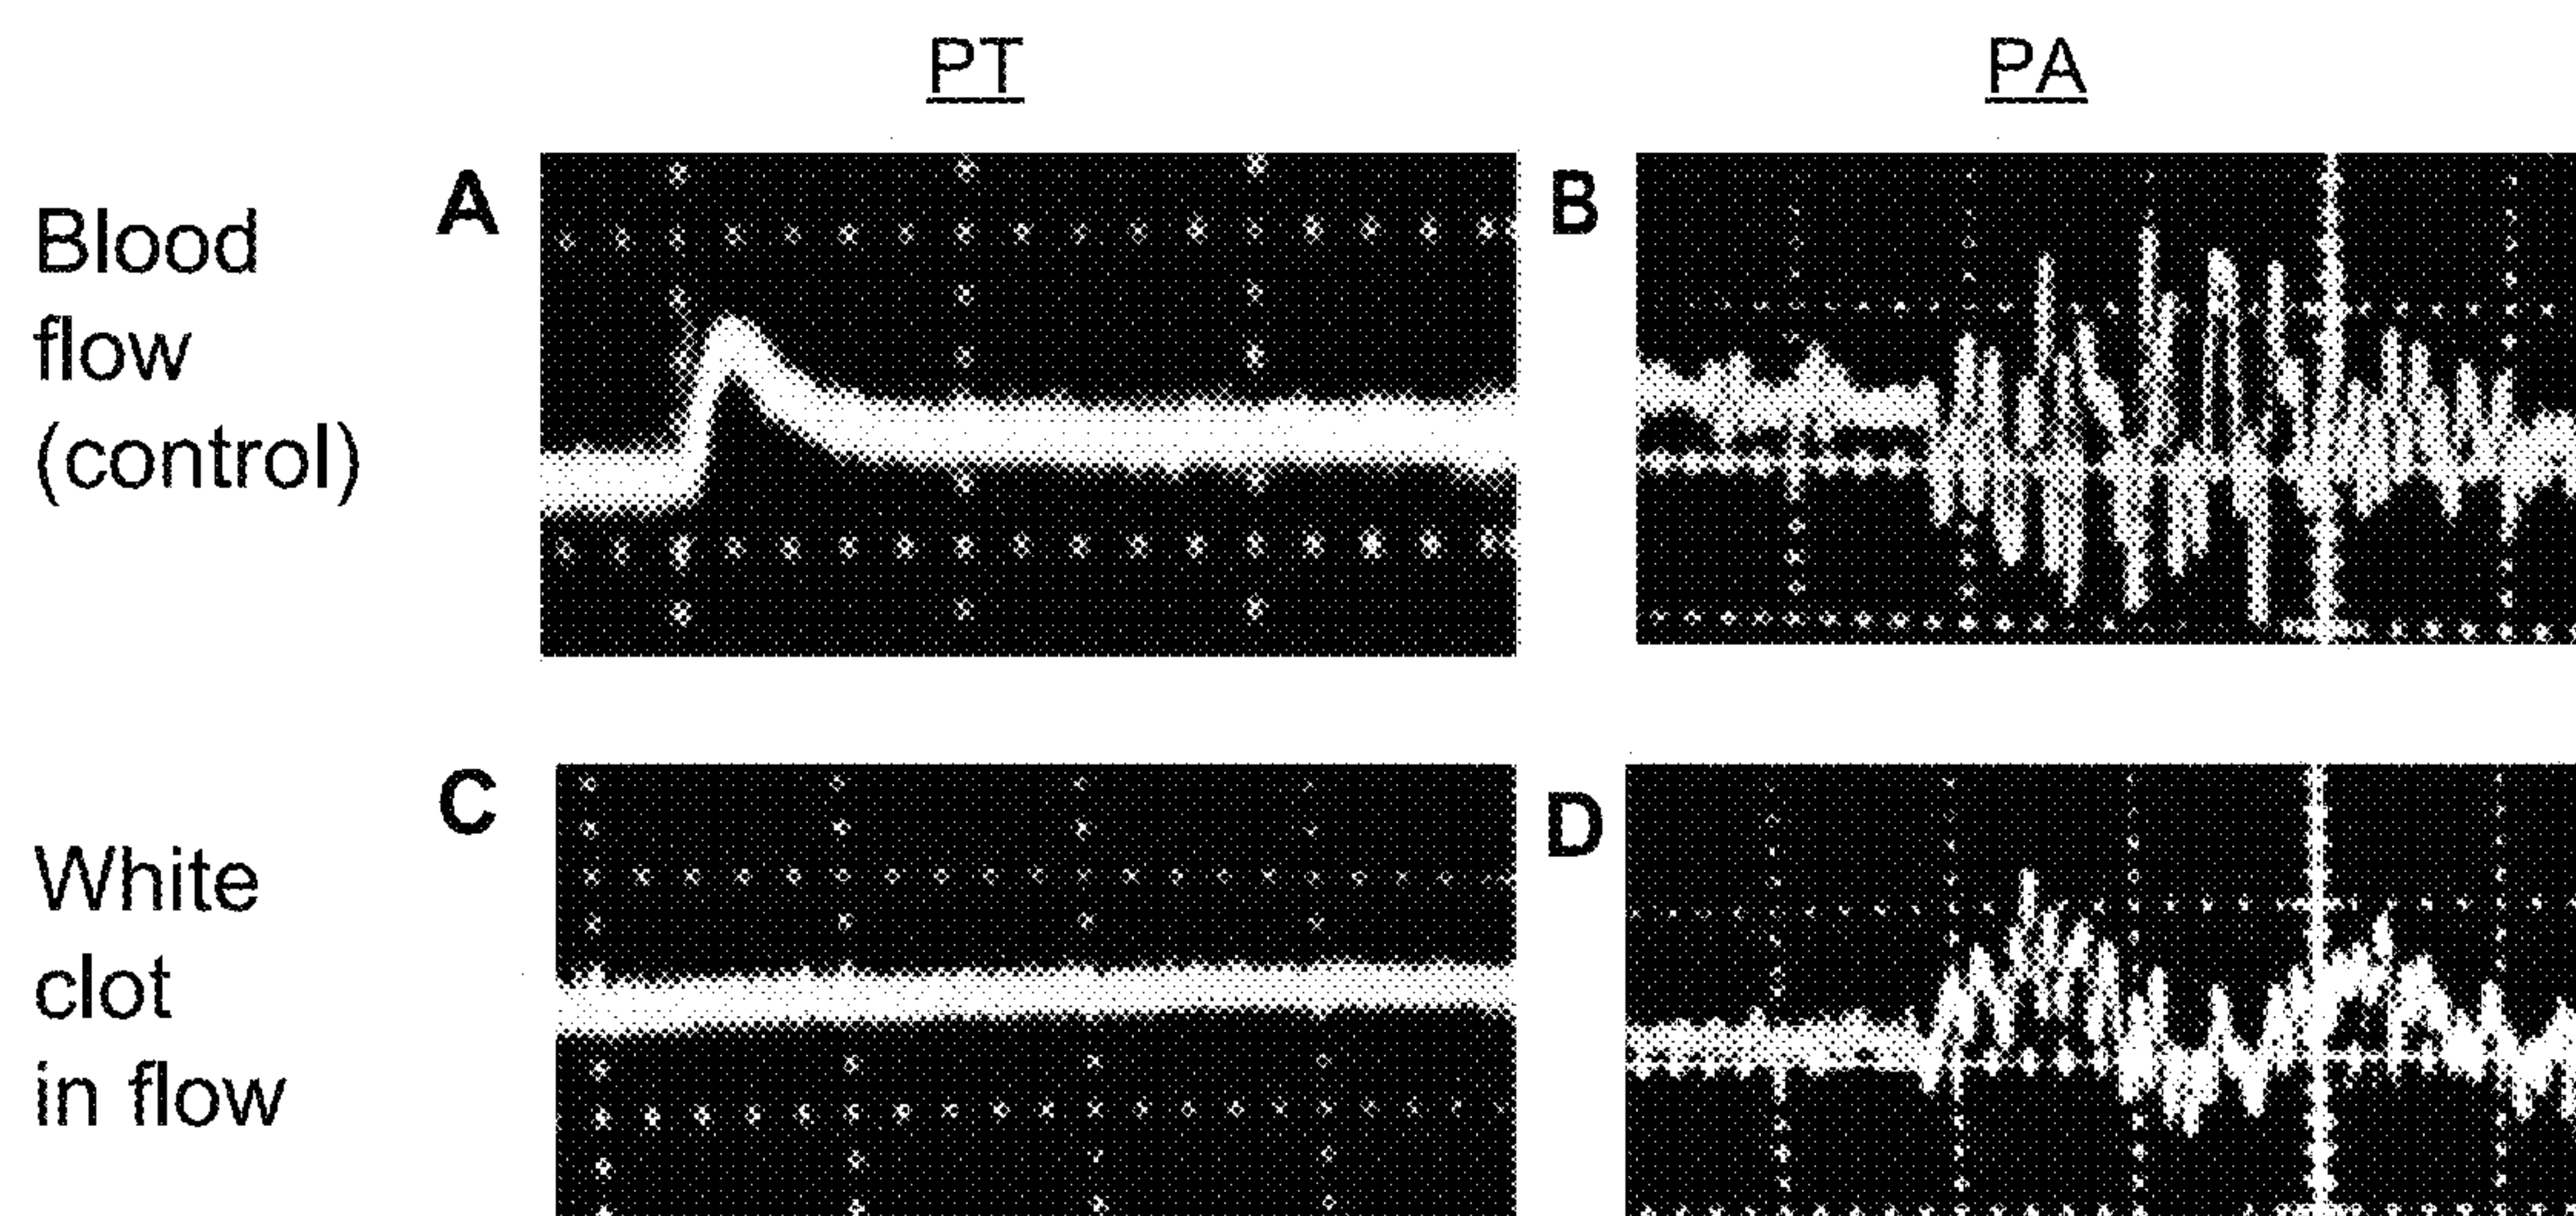 PT
PA
A
B
Blood
flow
(control)
C
D
White
clot
in flow